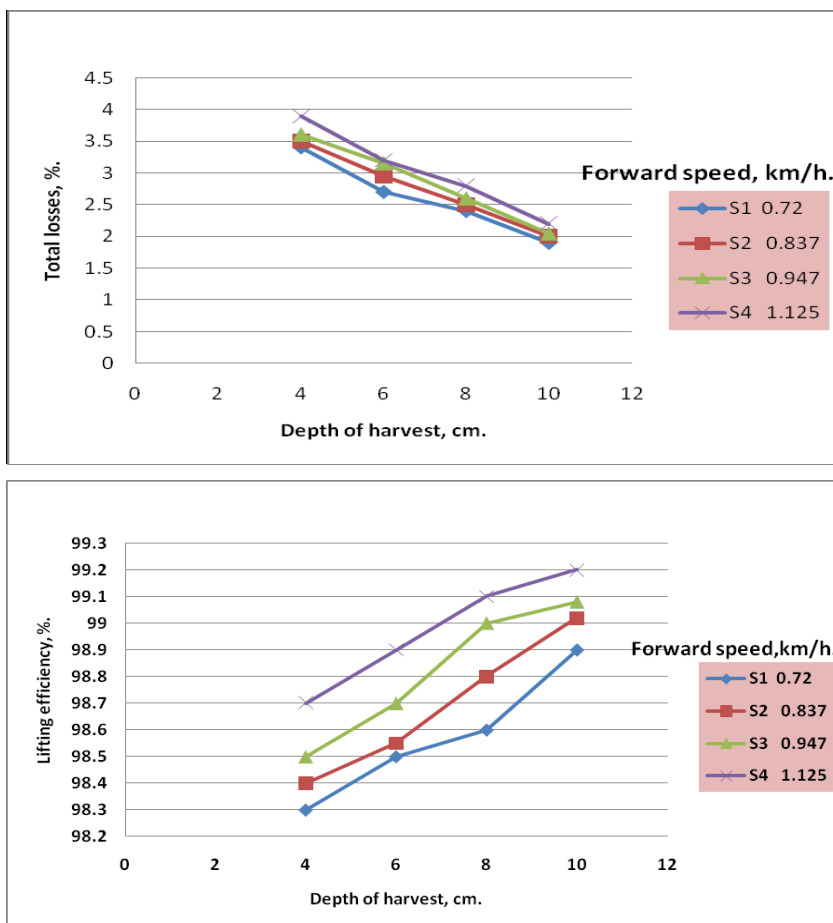 4.5
4
3.5
3
2.5
2
1.5
1
0.5
0
Total losses, %.
0 2 4 6 8 10 12
Depth of harvest, cm.
Forward speed, km/h.
S1 0.72
S2 0.837
S3 0.947
S4 1.125
99.3
99.2
99.1
99
98.9
98.8
98.7
98.6
98.5
98.4
98.3
98.2
Lifting efficiency, %.
0 2 4 6 8 10 12
Depth of harvest, cm.
Forward speed,km/h.
S1 0.72
S2 0.837
S3 0.947
S4 1.125